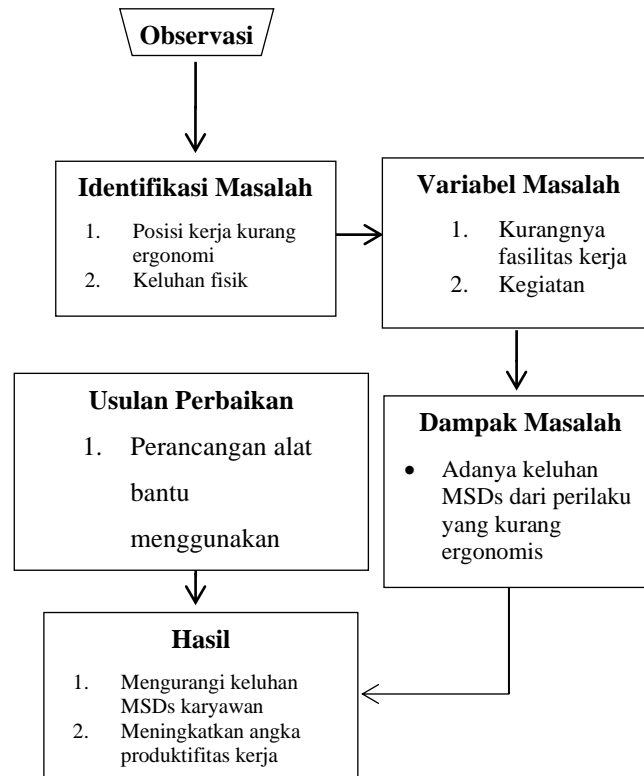 Observasi
Identifikasi Masalah
1. Posisi kerja kurang
ergonomi
2. Keluhan fisik
Variabel Masalah
1. Kurangnya
fasilitas kerja
2. Kegiatan
Usulan Perbaikan
1. Perancangan alat
bantu
menggunakan
Dampak Masalah
• Adanya keluhan
MSDs dari perilaku
yang kurang
ergonomis
Hasil
1. Mengurangi keluhan
MSDs karyawan
2. Meningkatkan angka
produktifitas kerja